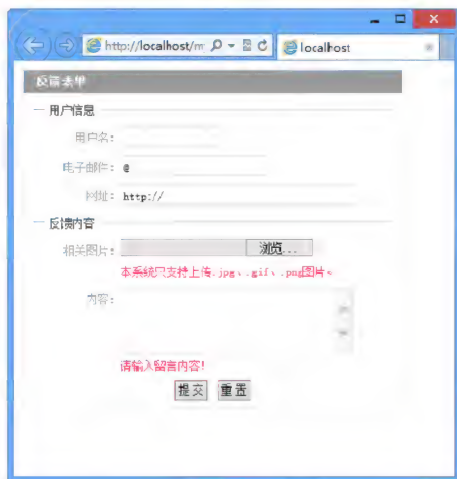 http://localhost/m
localhost
反馈表单
用户信息
用户名:
电子邮件: @
网址: http://
反馈内容
相关图片:
浏览...
本系统只支持上传.jpg、.gif、.png图片。
内容:
请输入留言内容!
提交 重置